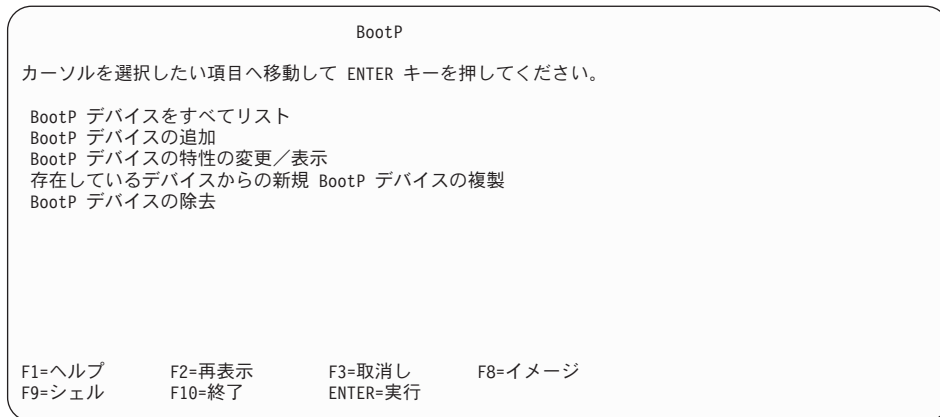 BootP
カーソルを選択したい項目へ移動して ENTER キーを押してください。
BootP デバイスをすべてリスト
BootP デバイスの追加
BootP デバイスの特性の変更／表示
存在しているデバイスからの新規 BootP デバイスの複製
BootP デバイスの除去
F1=ヘルプ F2=再表示 F3=取消し F8=イメージ
F9=シェル F10=終了 ENTER=実行